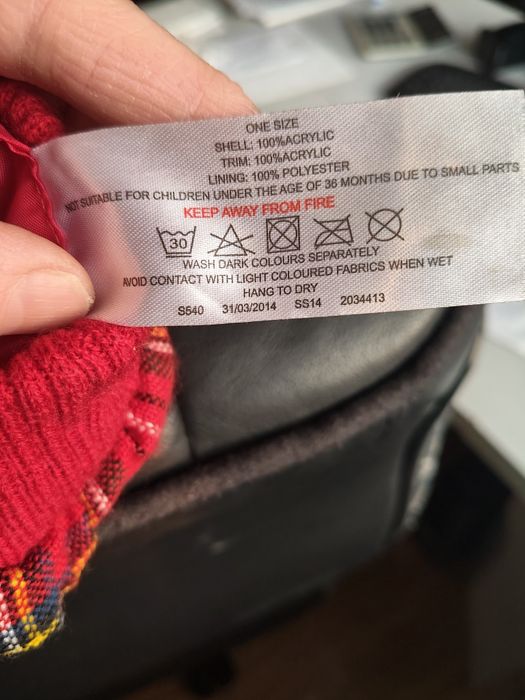 ONE SIZE
SHELL: 100%ACRYLIC
TRIM: 100%ACRYLIC
LINING: 100% POLYESTER
NOT SUITABLE FOR CHILDREN UNDER THE AGE OF 36 MONTHS DUE TO SMALL PARTS
KEEP AWAY FROM FIRE
30
WASH DARK COLOURS SEPARATELY
AVOID CONTACT WITH LIGHT COLOURED FABRICS WHEN WET
HANG TO DRY
S540 31/03/2014 SS14 2034413